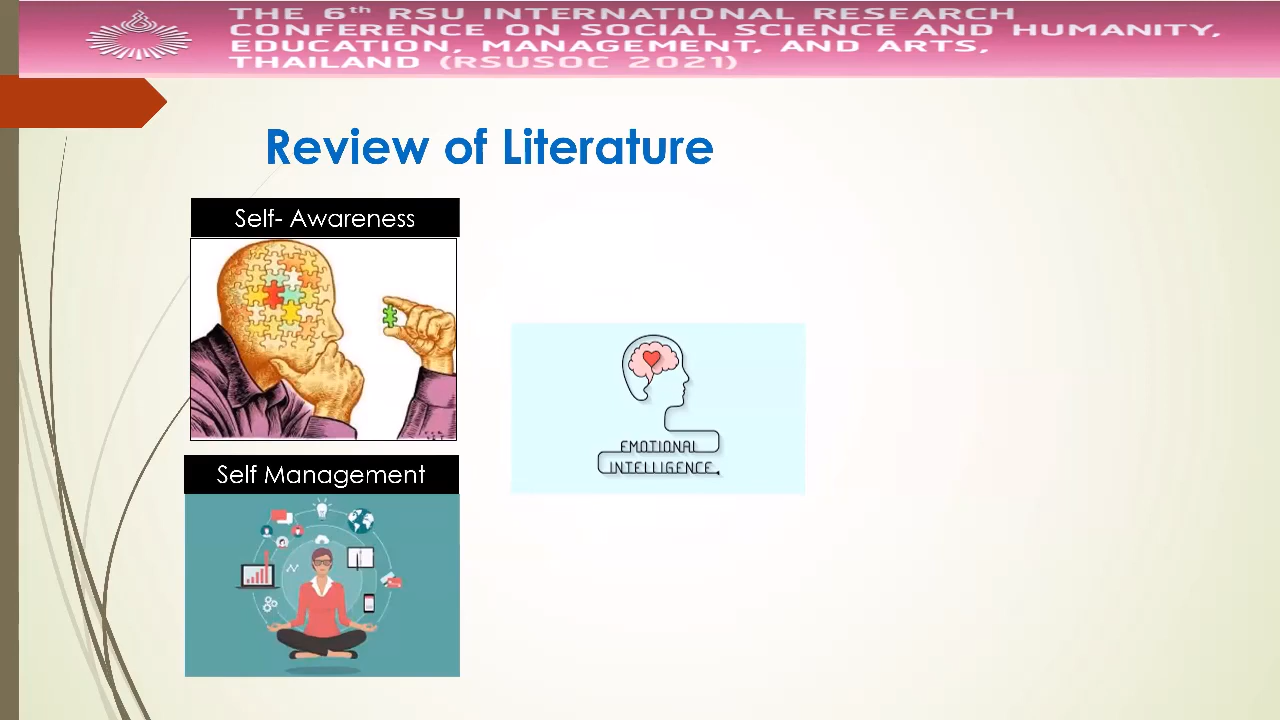 THE 6th RSU INTERNATIONAL RESEARCH
CONFERENCE ON SOCIAL SCIENCE AND HUMANITY,
EDUCATION, MANAGEMENT, AND ARTS,
THAILAND (RSUSOC 2021)
Review of Literature
Self- Awareness
EMOTIONAL
INTELLIGENCE.
Self Management